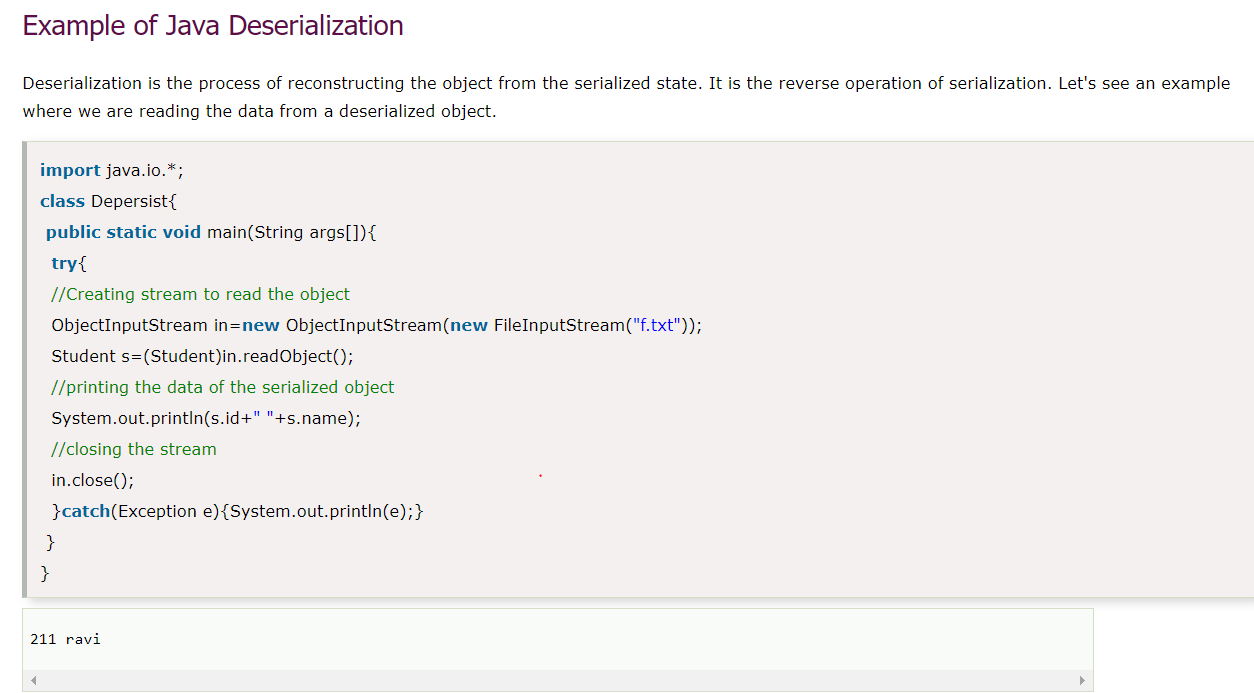 Example of Java Deserialization
Deserialization is the process of reconstructing the object from the serialized state. It is the reverse operation of serialization. Let's see an example
where we are reading the data from a deserialized object.
import java.io.*;
class Depersist{
public static void main(String args[]){
try{
//Creating stream to read the object
ObjectInputStream in=new ObjectInputStream(new FileInputStream("f.txt"));
Student s=(Student)in.readObject();
//printing the data of the serialized object
System.out.println(s.id+" "+s.name);
//closing the stream
in.close();
}catch(Exception e){System.out.println(e);}
}
}
211 ravi